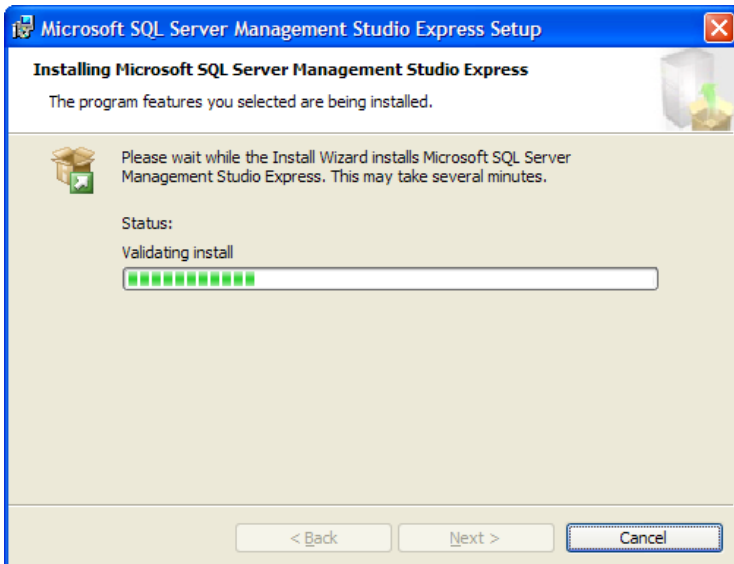 Microsoft SQL Server Management Studio Express Setup
Installing Microsoft SQL Server Management Studio Express
The program features you selected are being installed.
Please wait while the Install Wizard installs Microsoft SQL Server
Management Studio Express. This may take several minutes.
Status:
Validating install
< Back Next > Cancel